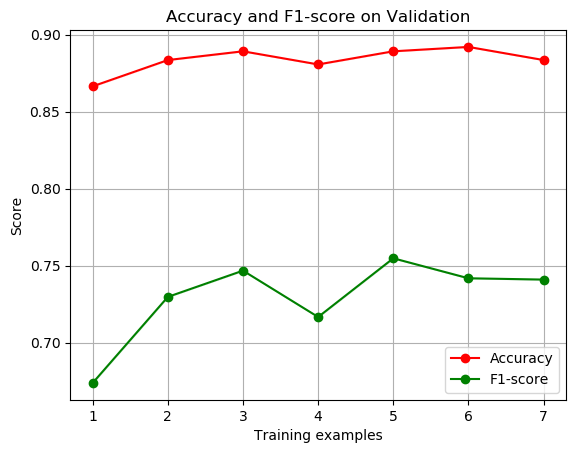 Accuracy and F1-score on Validation
0.90
0.85
0.80
0.75
0.70
Score
Accuracy
F1-score
1 2 3 4 5 6 7
Training examples